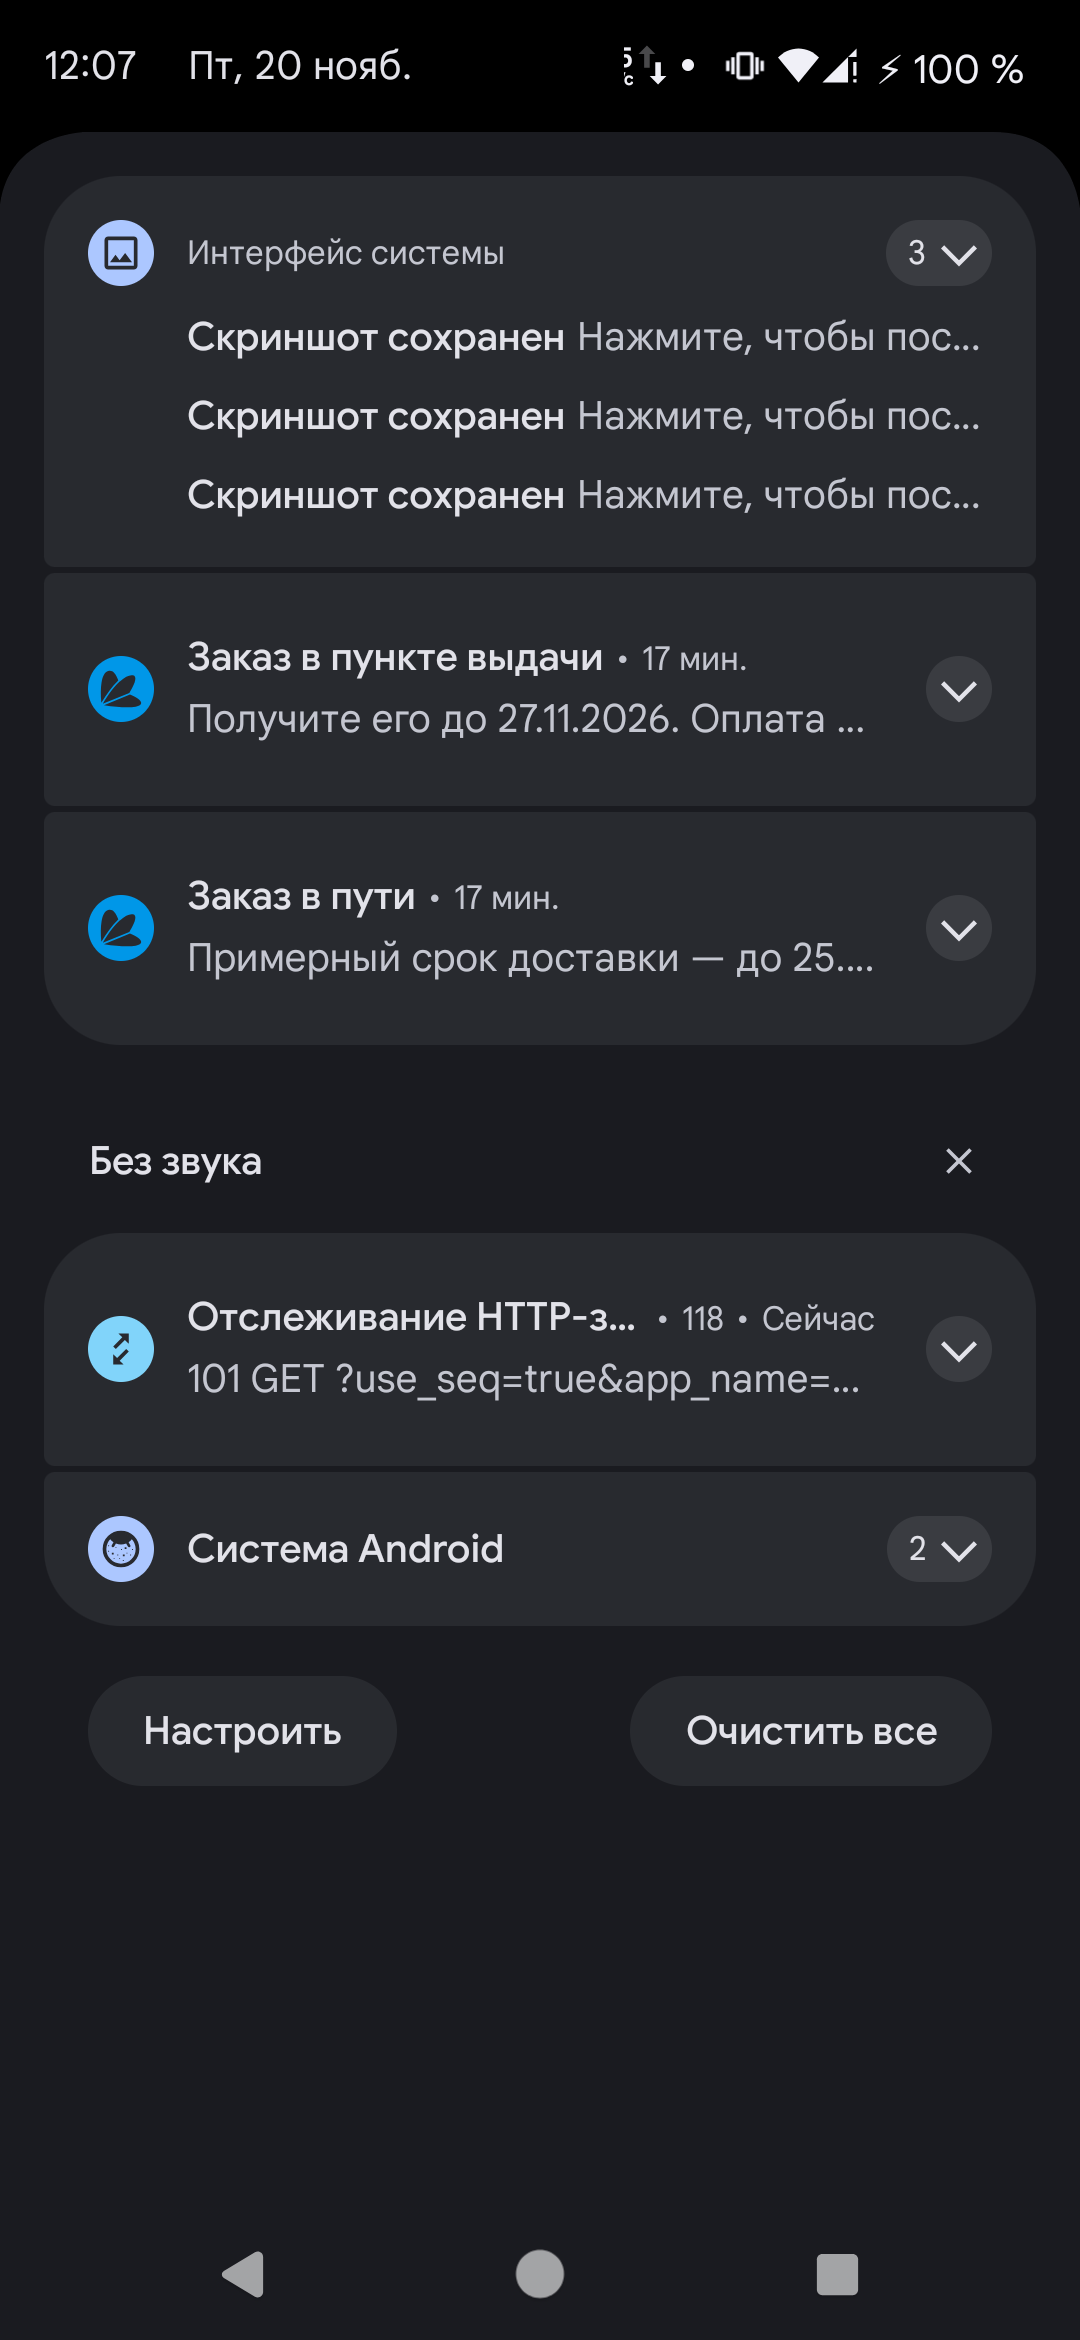 12:07 Пт, 20 нояб. 100 %
Интерфейс системы 3
Скриншот сохранен Нажмите, чтобы пос...
Скриншот сохранен Нажмите, чтобы пос...
Скриншот сохранен Нажмите, чтобы пос...
Заказ в пункте выдачи • 17 мин.
Получите его до 27.11.2026. Оплата ...
Заказ в пути • 17 мин.
Примерный срок доставки — до 25....
Без звука
Отслеживание HTTP-з... • 118 • Сейчас
101 GET ?use_seq=true&app_name=...
Система Android 2
Настроить Очистить все